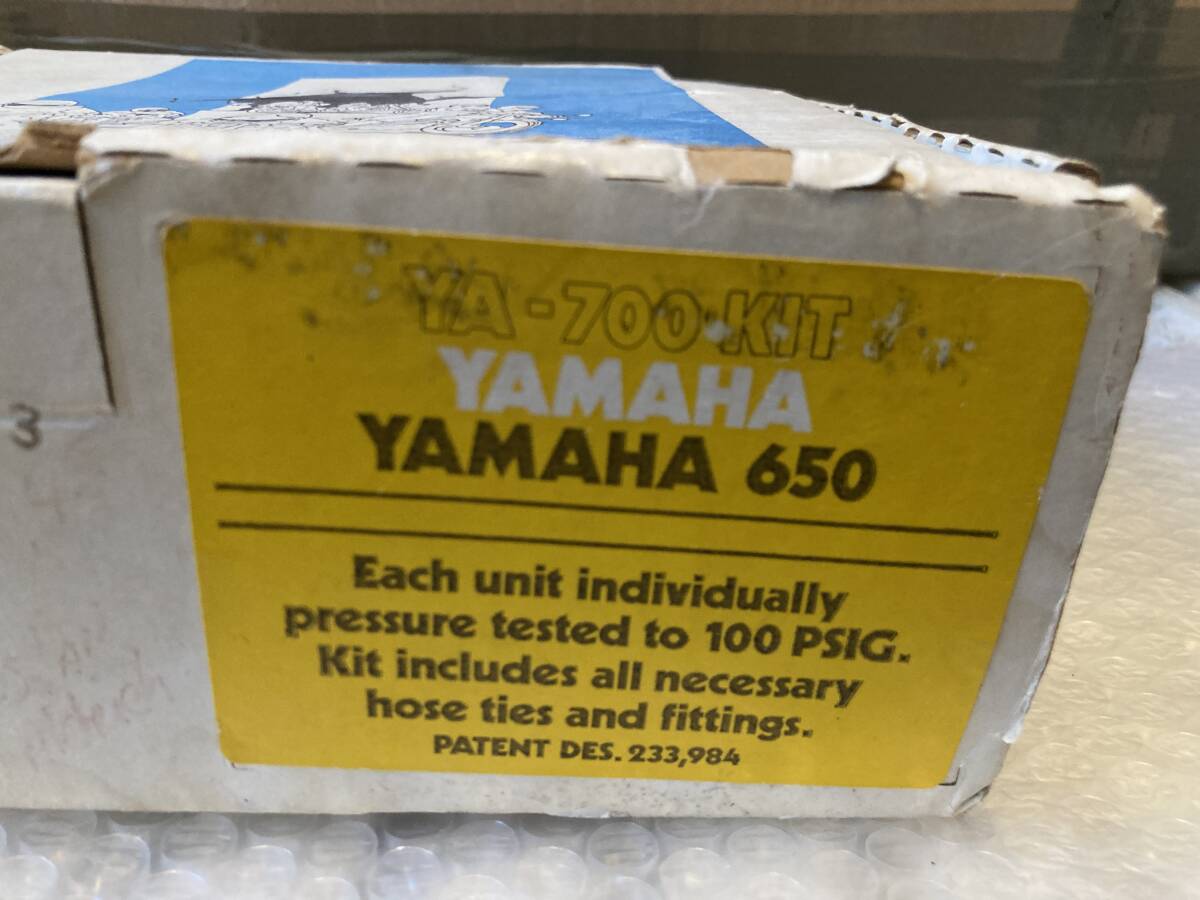 YA-700-KIT
YAMAHA
YAMAHA 650
Each unit individually
pressure tested to 100 PSIG.
Kit includes all necessary
hose ties and fittings.
PATENT DES. 233,984
3